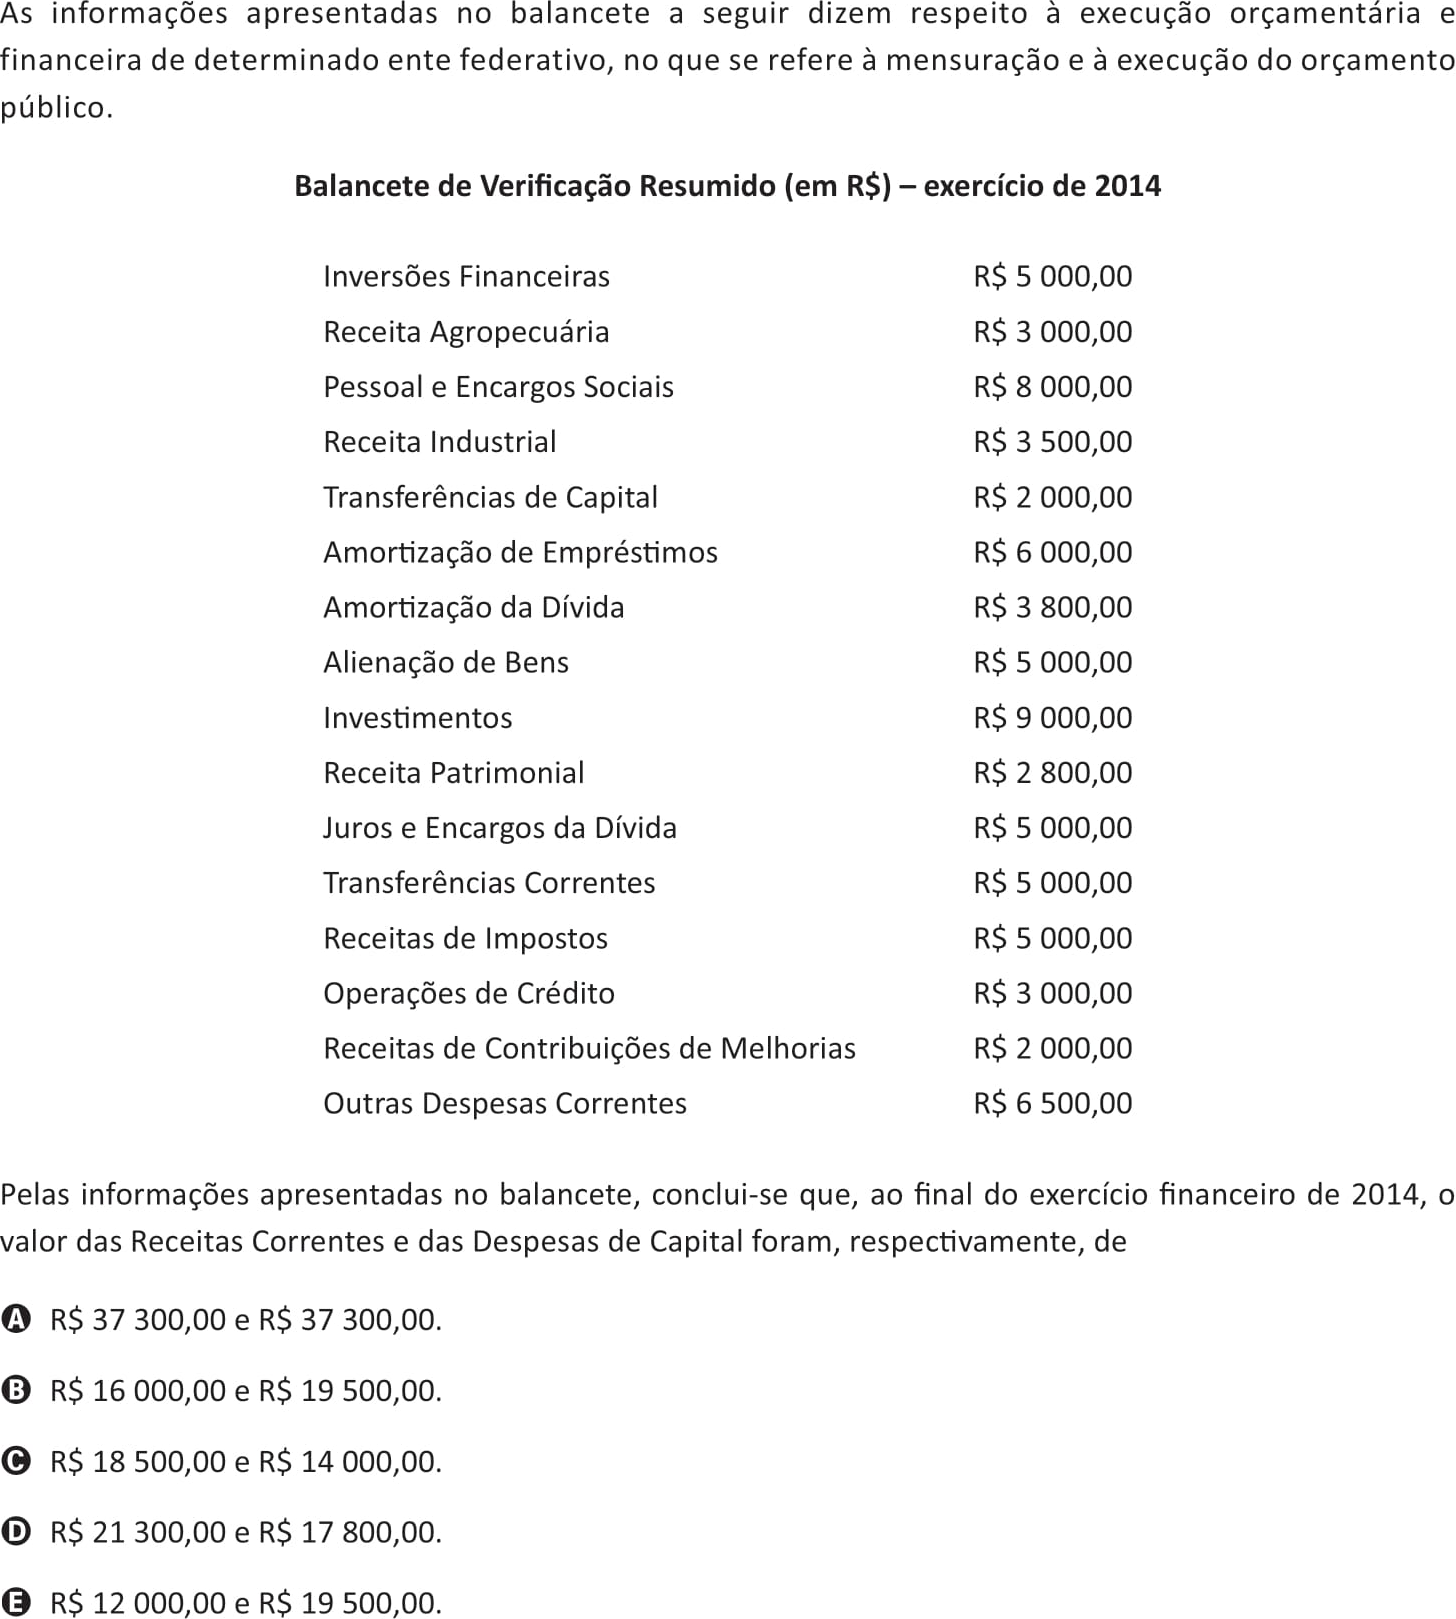 As informações apresentadas no balancete a seguir dizem respeito à execução orçamentária e
financeira de determinado ente federativo, no que se refere à mensuração e à execução do orçamento
público.
Balancete de Verificação Resumido (em R$) – exercício de 2014
Inversões Financeiras R$ 5 000,00
Receita Agropecuária R$ 3 000,00
Pessoal e Encargos Sociais R$ 8 000,00
Receita Industrial R$ 3 500,00
Transferências de Capital R$ 2 000,00
Amortização de Empréstimos R$ 6 000,00
Amortização da Dívida R$ 3 800,00
Alienação de Bens R$ 5 000,00
Investimentos R$ 9 000,00
Receita Patrimonial R$ 2 800,00
Juros e Encargos da Dívida R$ 5 000,00
Transferências Correntes R$ 5 000,00
Receitas de Impostos R$ 5 000,00
Operações de Crédito R$ 3 000,00
Receitas de Contribuições de Melhorias R$ 2 000,00
Outras Despesas Correntes R$ 6 500,00
Pelas informações apresentadas no balancete, conclui-se que, ao final do exercício financeiro de 2014, o
valor das Receitas Correntes e das Despesas de Capital foram, respectivamente, de
A R$ 37 300,00 e R$ 37 300,00.
B R$ 16 000,00 e R$ 19 500,00.
C R$ 18 500,00 e R$ 14 000,00.
D R$ 21 300,00 e R$ 17 800,00.
E R$ 12 000,00 e R$ 19 500,00.